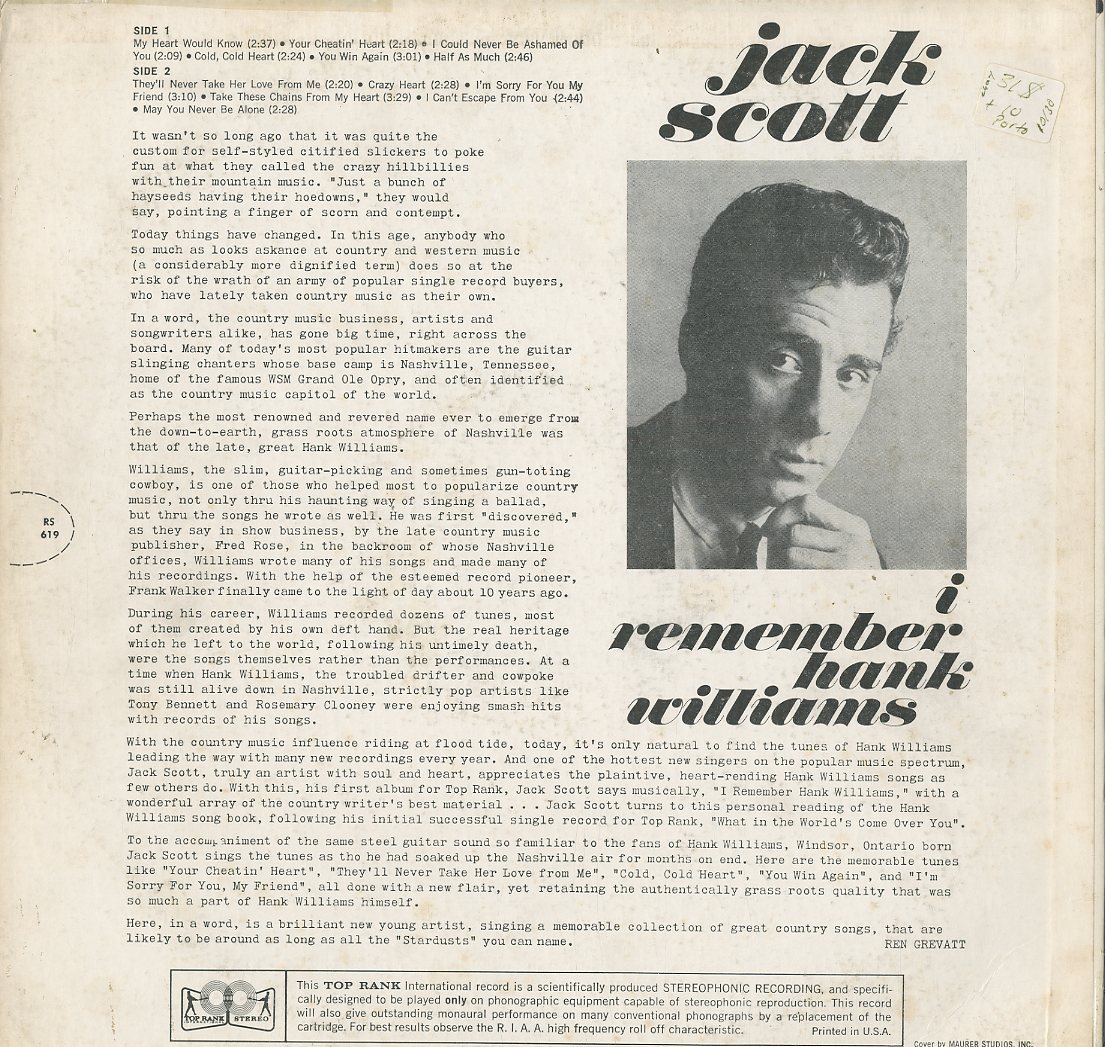 SIDE 1
My Heart Would Know (2:37) • Your Cheatin' Heart (2:18) • I Could Never Be Ashamed Of
You (2:09) • Cold, Cold Heart (2:24) • You Win Again (3:01) • Half As Much (2:46)
SIDE 2
They'll Never Take Her Love From Me (2:20) • Crazy Heart (2:28) • I'm Sorry For You My
Friend (3:10) • Take These Chains From My Heart (3:29) • I Can't Escape From You (2:44)
• May You Never Be Alone (2:28)
jack
scott
318
+ 10
Porto
10/30
It wasn't so long ago that it was quite the
custom for self-styled citified slickers to poke
fun at what they called the crazy hillbillies
with their mountain music. "Just a bunch of
hayseeds having their hoedowns," they would
say, pointing a finger of scorn and contempt.
Today things have changed. In this age, anybody who
so much as looks askance at country and western music
(a considerably more dignified term) does so at the
risk of the wrath of an army of popular single record buyers,
who have lately taken country music as their own.
In a word, the country music business, artists and
songwriters alike, has gone big time, right across the
board. Many of today's most popular hitmakers are the guitar
slinging chanters whose base camp is Nashville, Tennessee,
home of the famous WSM Grand Ole Opry, and often identified
as the country music capitol of the world.
Perhaps the most renowned and revered name ever to emerge from
the down-to-earth, grass roots atmosphere of Nashville was
that of the late, great Hank Williams.
Williams, the slim, guitar-picking and sometimes gun-toting
cowboy, is one of those who helped most to popularize country
music, not only thru his haunting way of singing a ballad,
but thru the songs he wrote as well. He was first "discovered,"
as they say in show business, by the late country music
publisher, Fred Rose, in the backroom of whose Nashville
offices, Williams wrote many of his songs and made many of
his recordings. With the help of the esteemed record pioneer,
Frank Walker finally came to the light of day about 10 years ago.
During his career, Williams recorded dozens of tunes, most
of them created by his own deft hand. But the real heritage
which he left to the world, following his untimely death,
were the songs themselves rather than the performances. At a
time when Hank Williams, the troubled drifter and cowpoke
was still alive down in Nashville, strictly pop artists like
Tony Bennett and Rosemary Clooney were enjoying smash hits
with records of his songs.
RS
619
i
remember
hank
williams
With the country music influence riding at flood tide, today, it's only natural to find the tunes of Hank Williams
leading the way with many new recordings every year. And one of the hottest new singers on the popular music spectrum,
Jack Scott, truly an artist with soul and heart, appreciates the plaintive, heart-rending Hank Williams songs as
few others do. With this, his first album for Top Rank, Jack Scott says musically, "I Remember Hank Williams," with a
wonderful array of the country writer's best material . . . Jack Scott turns to this personal reading of the Hank
Williams song book, following his initial successful single record for Top Rank, "What in the World's Come Over You".
To the accompaniment of the same steel guitar sound so familiar to the fans of Hank Williams, Windsor, Ontario born
Jack Scott sings the tunes as tho he had soaked up the Nashville air for months on end. Here are the memorable tunes
like "Your Cheatin' Heart", "They'll Never Take Her Love from Me", "Cold, Cold Heart", "You Win Again", and "I'm
Sorry For You, My Friend", all done with a new flair, yet retaining the authentically grass roots quality that was
so much a part of Hank Williams himself.
Here, in a word, is a brilliant new young artist, singing a memorable collection of great country songs, that are
likely to be around as long as all the "Stardusts" you can name. REN GREVATT
TOP RANK STEREO
INTERNATIONAL
This TOP RANK International record is a scientifically produced STEREOPHONIC RECORDING, and specifi-
cally designed to be played only on phonographic equipment capable of stereophonic reproduction. This record
will also give outstanding monaural performance on many conventional phonographs by a replacement of the
cartridge. For best results observe the R. I. A. A. high frequency roll off characteristic. Printed in U.S.A.
Cover by MAURER STUDIOS, INC.